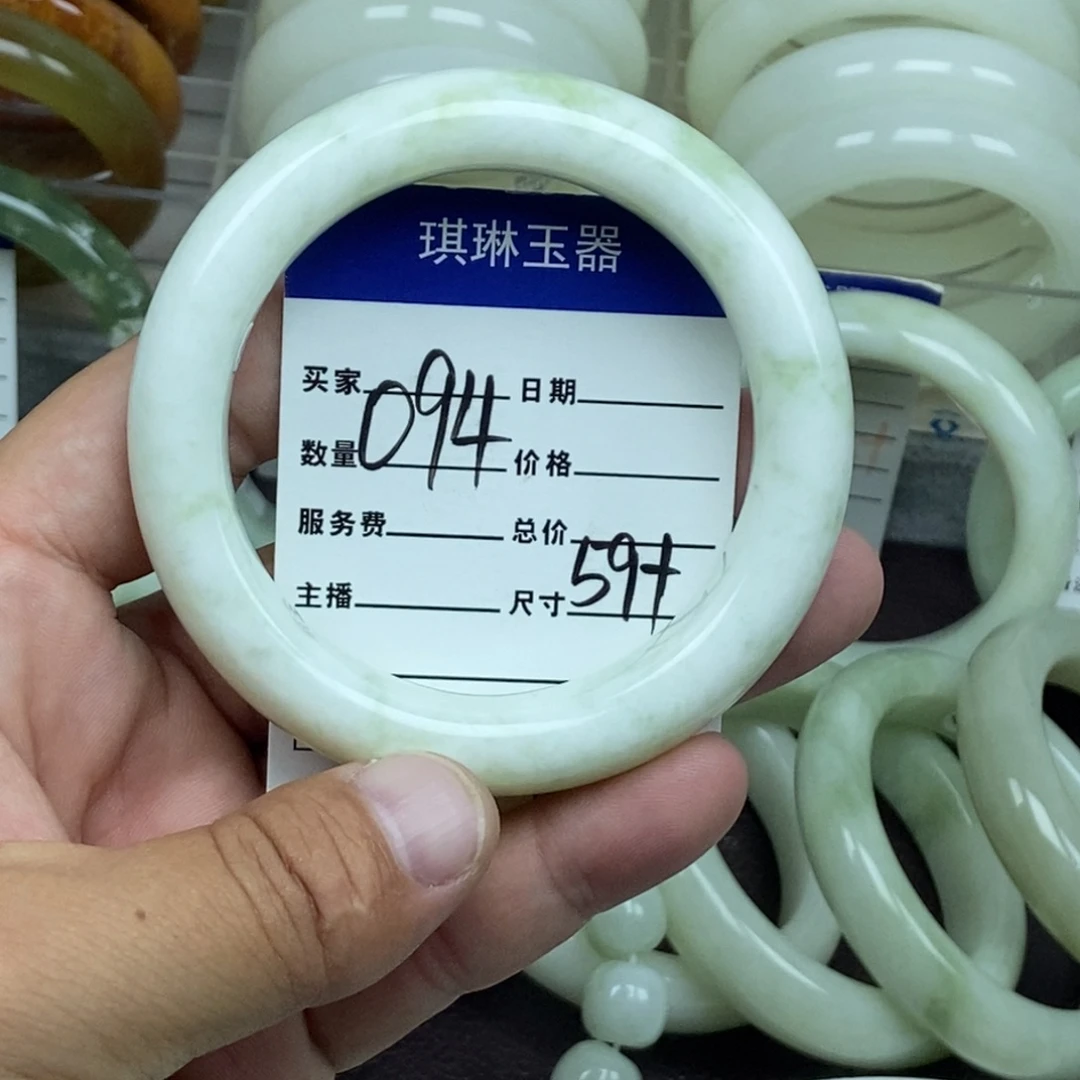 琪琳玉器
买家 094 日期
数量 价格
服务费 总价
主播 尺寸 59+